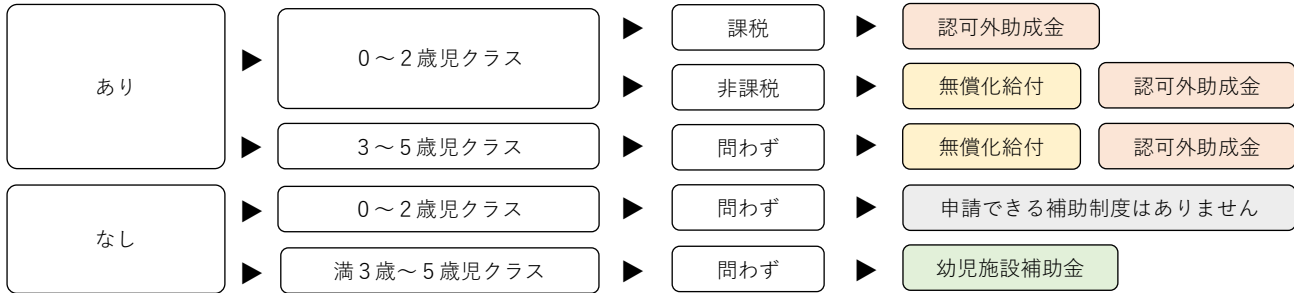 あり
0～2歳児クラス
課税
認可外助成金
非課税
無償化給付
認可外助成金
3～5歳児クラス
問わず
無償化給付
認可外助成金
なし
0～2歳児クラス
問わず
申請できる補助制度はありません
満3歳～5歳児クラス
問わず
幼児施設補助金